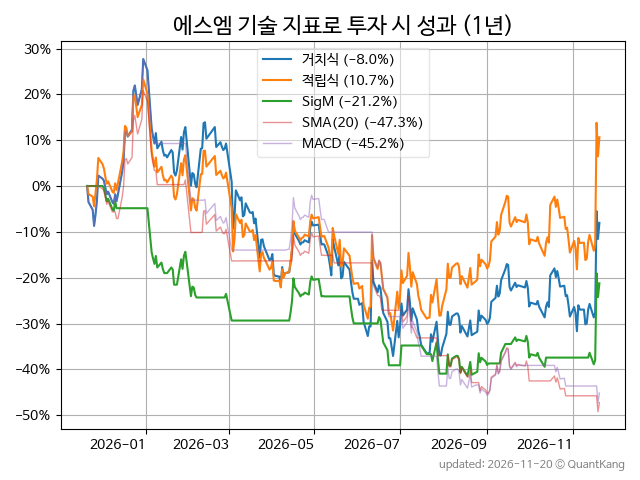 에스엠 기술 지표로 투자 시 성과 (1년)
30%
20%
10%
0%
−10%
−20%
−30%
−40%
−50%
거치식 (−8.0%)
적립식 (10.7%)
SigM (−21.2%)
SMA(20) (−47.3%)
MACD (−45.2%)
2026-01 2026-03 2026-05 2026-07 2026-09 2026-11
updated: 2026-11-20 © QuantKang